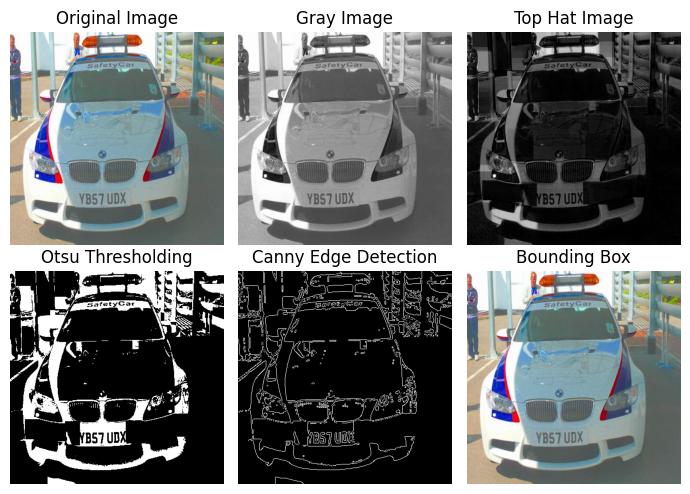 Original Image
Gray Image
Top Hat Image
SafetyCar
SafetyCar
SafetyCar
YB57 UDX
YB57 UDX
YB57 UDX
Otsu Thresholding
Canny Edge Detection
Bounding Box
SafetyCar
SafetyCar
SafetyCar
YB57 UDX
YB57 UDX
YB57 UDX